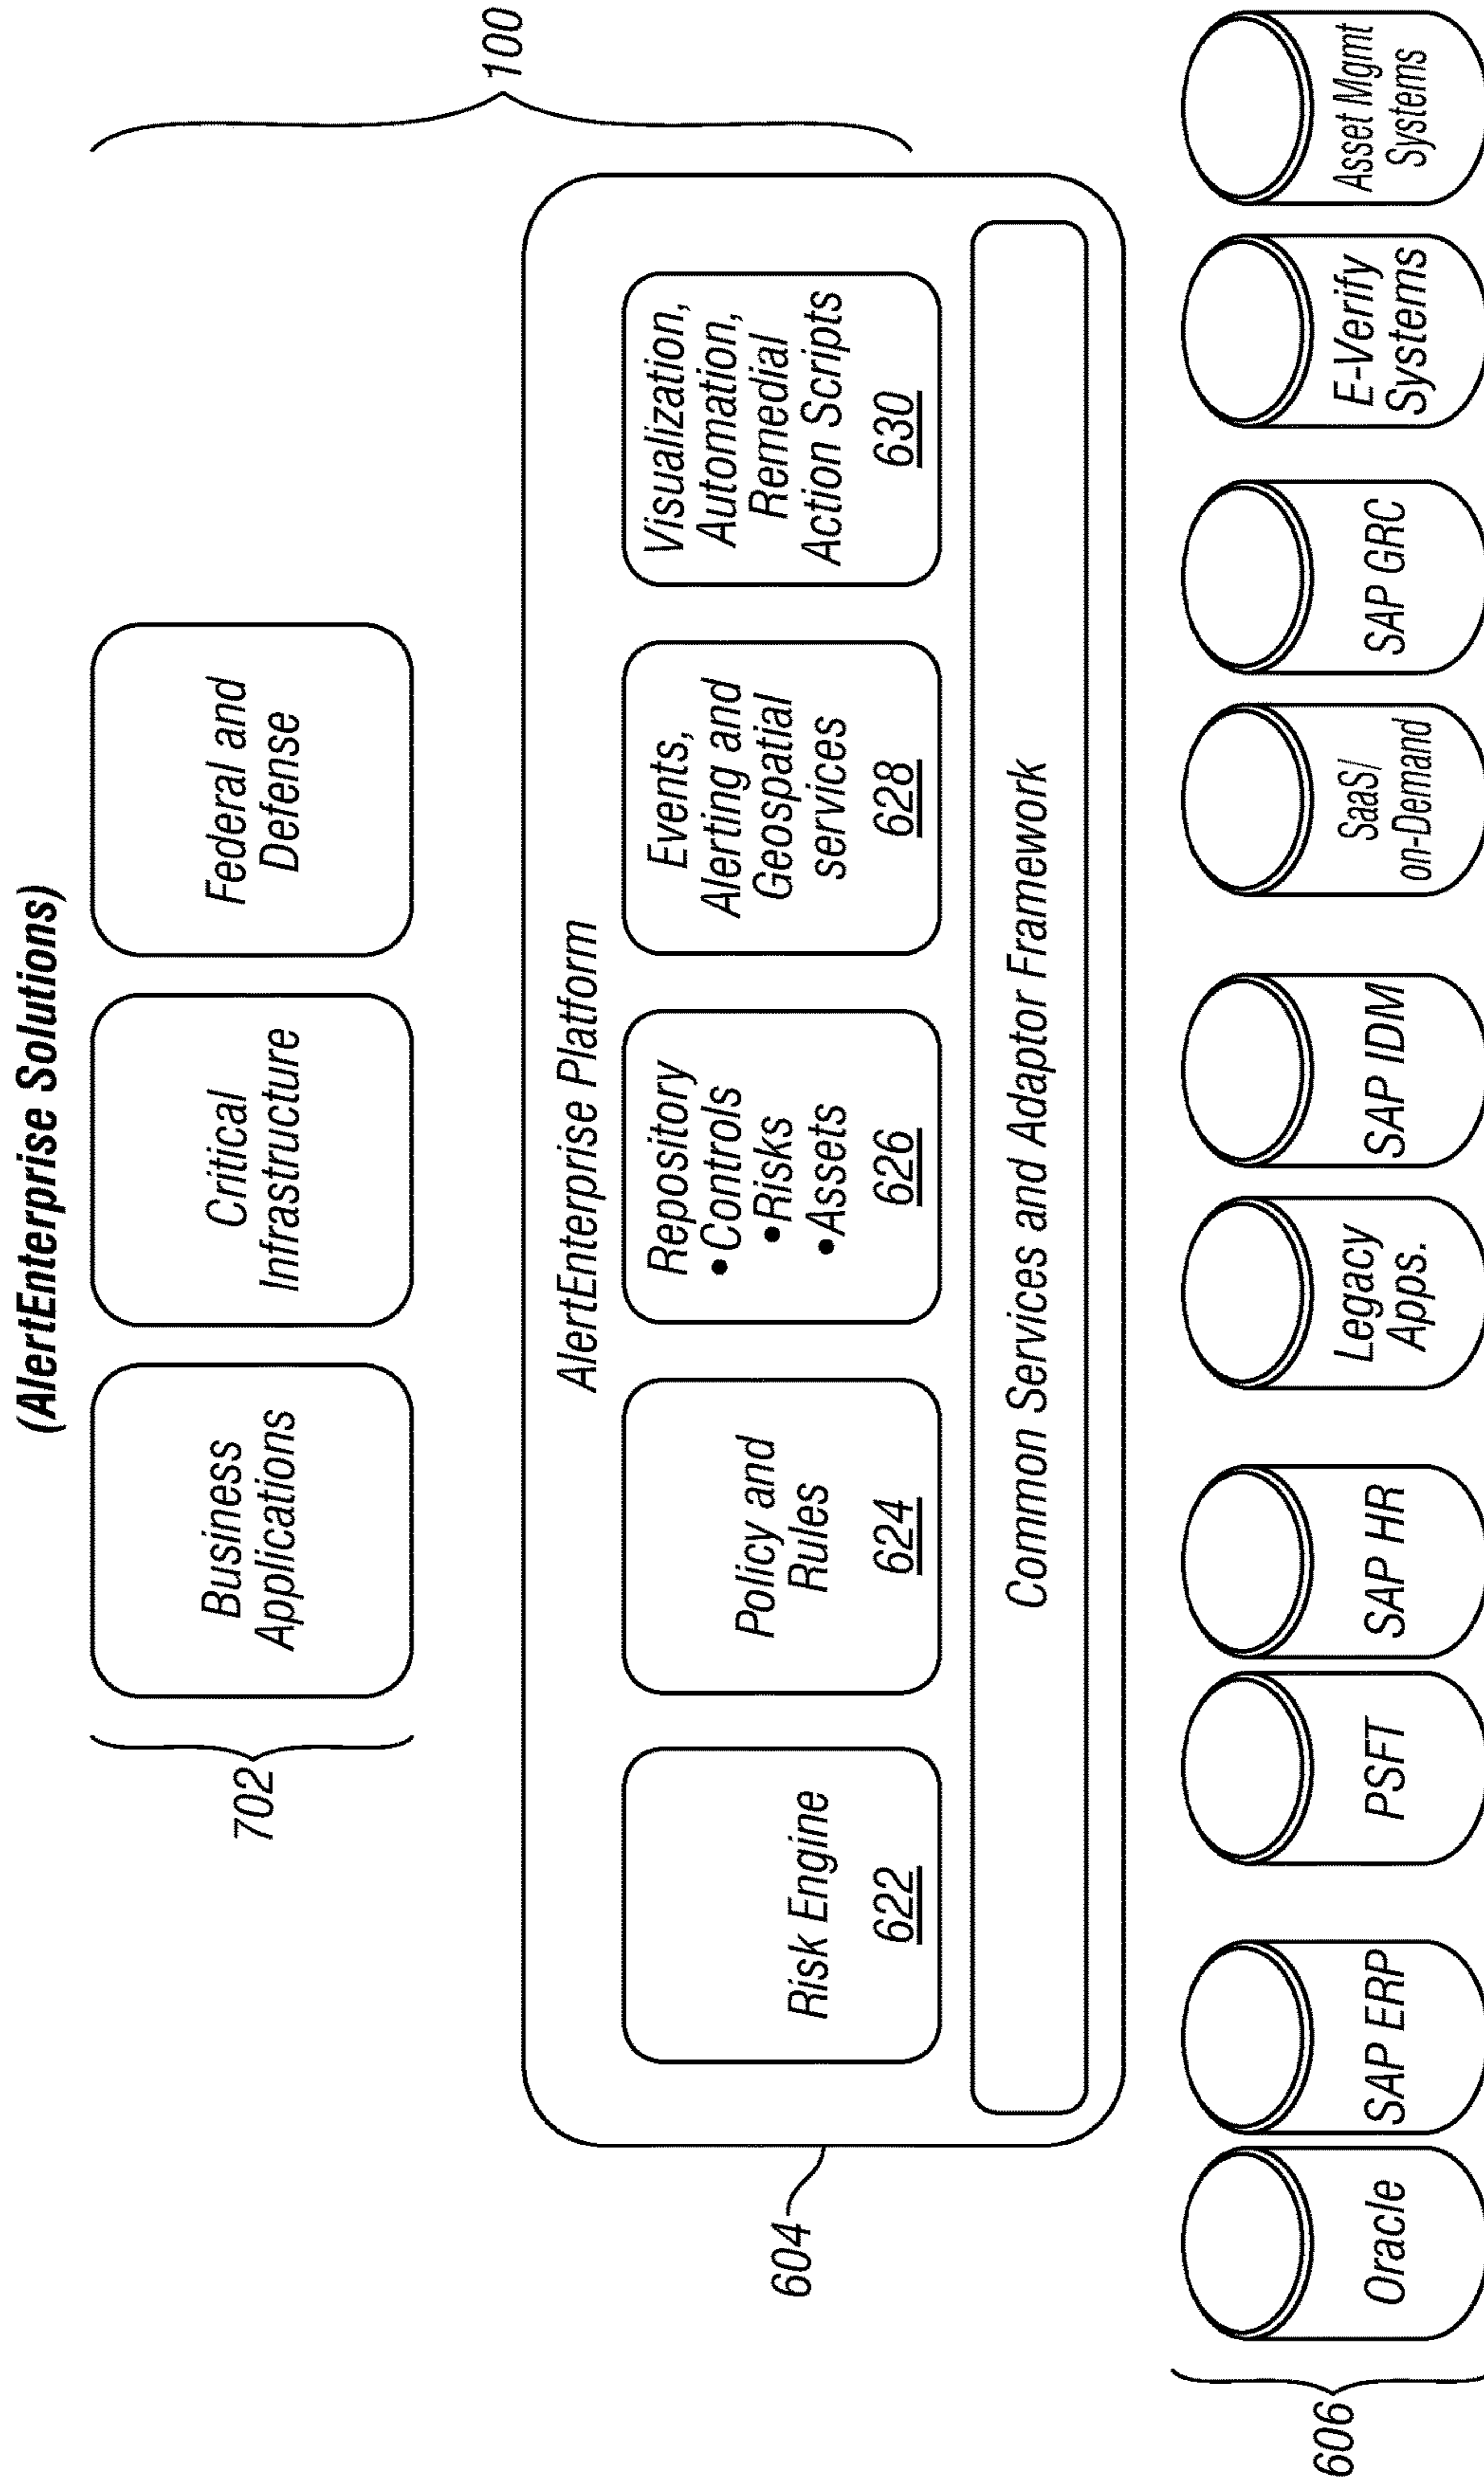 (AlertEnterprise Solutions)
702
Business
Applications
Critical
Infrastructure
Federal and
Defense
100
604
AlertEnterprise Platform
Risk Engine
622
Policy and
Rules
624
Repository
•Controls
•Risks
•Assets
626
Events,
Alerting and
Geospatial
services
628
Visualization,
Automation,
Remedial
Action Scripts
630
Common Services and Adaptor Framework
606
Oracle
SAP ERP
PSFT
SAP HR
Legacy
Apps.
SAP IDM
SaaS/
on-Demand
SAP GRC
E-Verify
Systems
Asset Mgmt
Systems